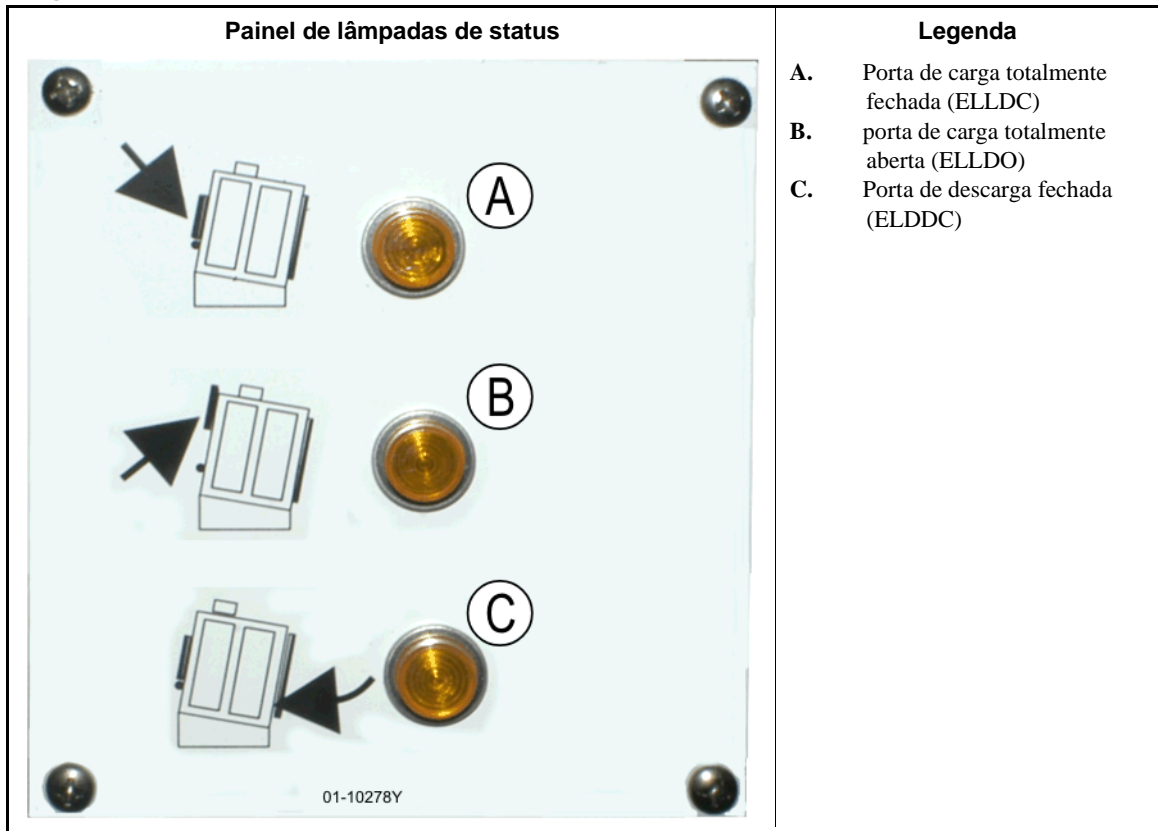 Painel de lâmpadas de status
A
B
C
01-10278Y
Legenda
A. Porta de carga totalmente
fechada (ELLDC)
B. porta de carga totalmente
aberta (ELLDO)
C. Porta de descarga fechada
(ELDDC)